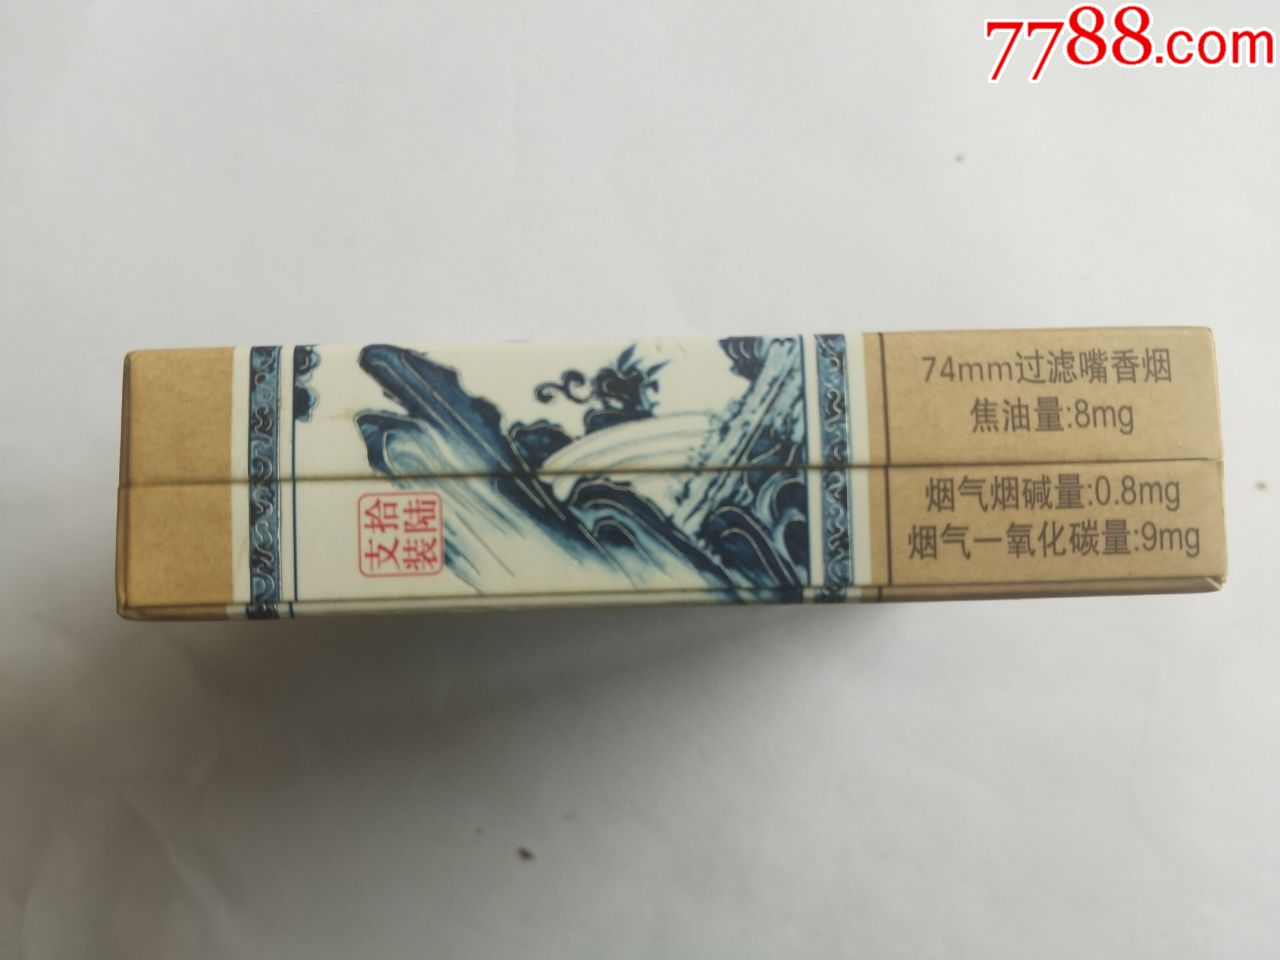 7788.com
74mm过滤嘴香烟
焦油量:8mg
烟气烟碱量:0.8mg
烟气一氧化碳量:9mg
拾陆
支装